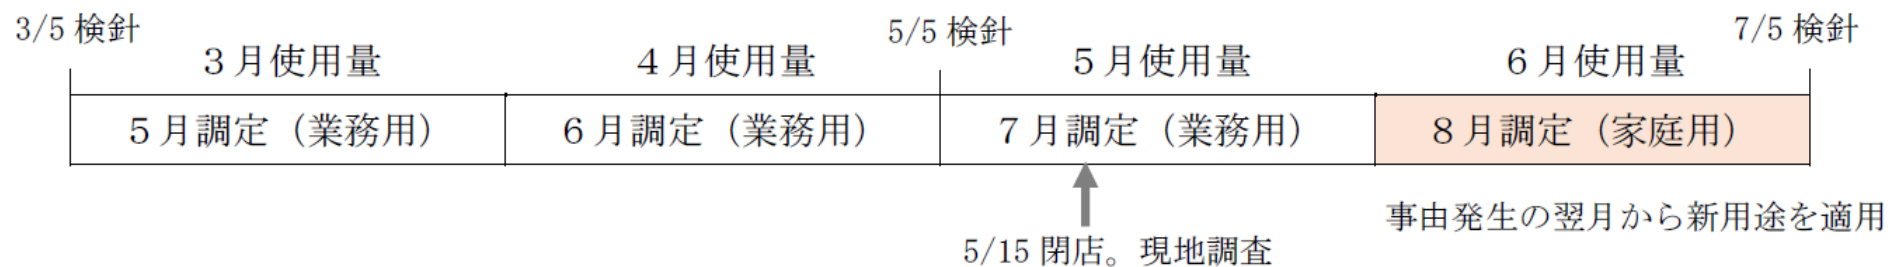 3/5 検針
5/5 検針
7/5 検針
３月使用量
４月使用量
５月使用量
６月使用量
５月調定（業務用）
６月調定（業務用）
７月調定（業務用）
８月調定（家庭用）
事由発生の翌月から新用途を適用
5/15 閉店。現地調査